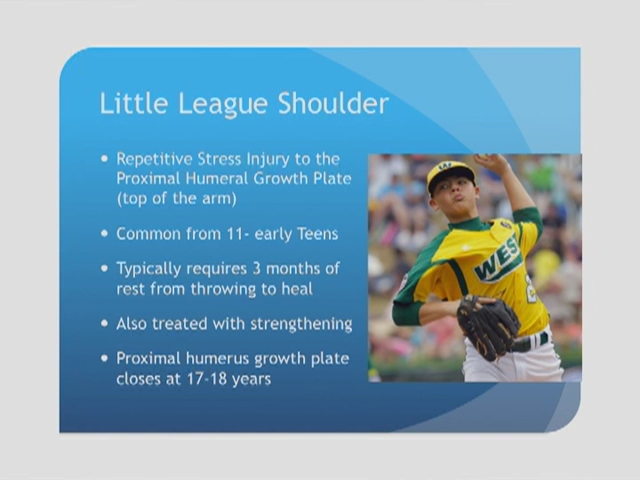 Little League Shoulder
• Repetitive Stress Injury to the
Proximal Humeral Growth Plate
(top of the arm)
• Common from 11- early Teens
• Typically requires 3 months of
rest from throwing to heal
• Also treated with strengthening
• Proximal humerus growth plate
closes at 17-18 years
W
WEST
2